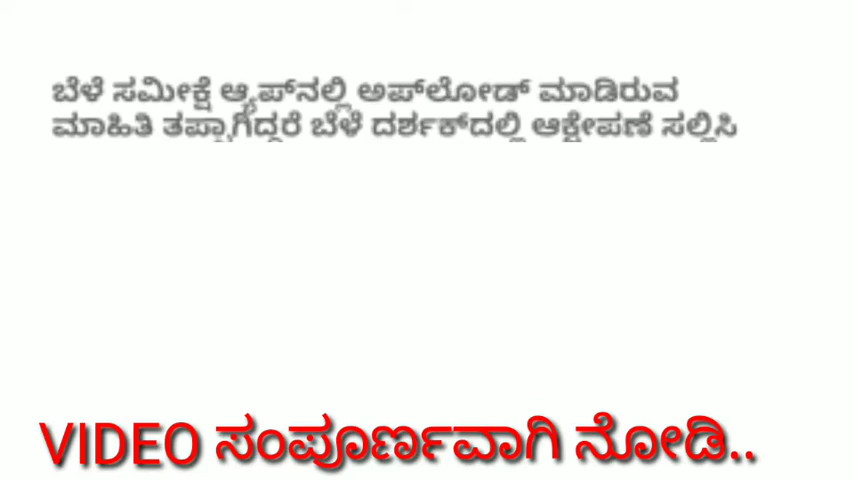 ಬೆಳೆ ಸಮೀಕ್ಷೆ ಆ್ಯಪ್‌ನಲ್ಲಿ ಅಪ್‌ಲೋಡ್ ಮಾಡಿರುವ
ಮಾಹಿತಿ ತಪ್ಪಾಗಿದ್ದರೆ ಬೆಳೆ ದರ್ಶಕ್‌ದಲ್ಲಿ ಆಕ್ಷೇಪಣೆ ಸಲ್ಲಿಸಿ
VIDEO ಸಂಪೂರ್ಣವಾಗಿ ನೋಡಿ..